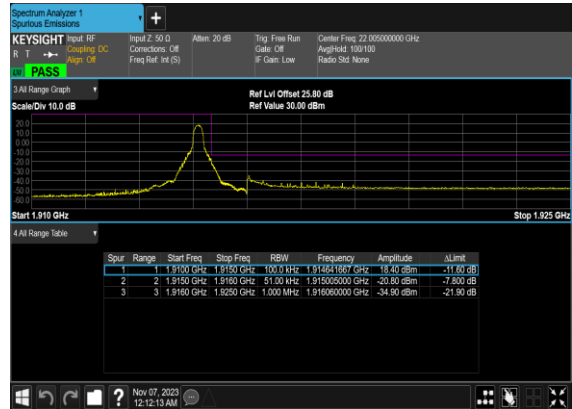 Spectrum Analyzer 1
Spurious Emissions
+
KEYSIGHT Input: RF Input Z: 50 Ω Atten: 20 dB Trig: Free Run Center Freq: 22.005000000 GHz
R T Coupling: DC Corrections: Off Gate: Off Avg|Hold: 100/100
Align: Off Freq Ref: Int (S) IF Gain: Low Radio Std: None
PASS
3 All Range Graph
Ref Lvl Offset 25.80 dB
Scale/Div 10.0 dB Ref Value 30.00 dBm
20.0
10.0
0.00
-10.0
-20.0
-30.0
-40.0
-50.0
-60.0
Start 1.910 GHz Stop 1.925 GHz
4 All Range Table
Spur Range Start Freq Stop Freq RBW Frequency Amplitude ΔLimit
1 1 1.9100 GHz 1.9150 GHz 100.0 kHz 1.914641667 GHz 18.40 dBm -11.60 dB
2 2 1.9150 GHz 1.9160 GHz 51.00 kHz 1.915005000 GHz -20.80 dBm -7.800 dB
3 3 1.9160 GHz 1.9250 GHz 1.000 MHz 1.916060000 GHz -34.90 dBm -21.90 dB
? Nov 07, 2023
12:12:13 AM